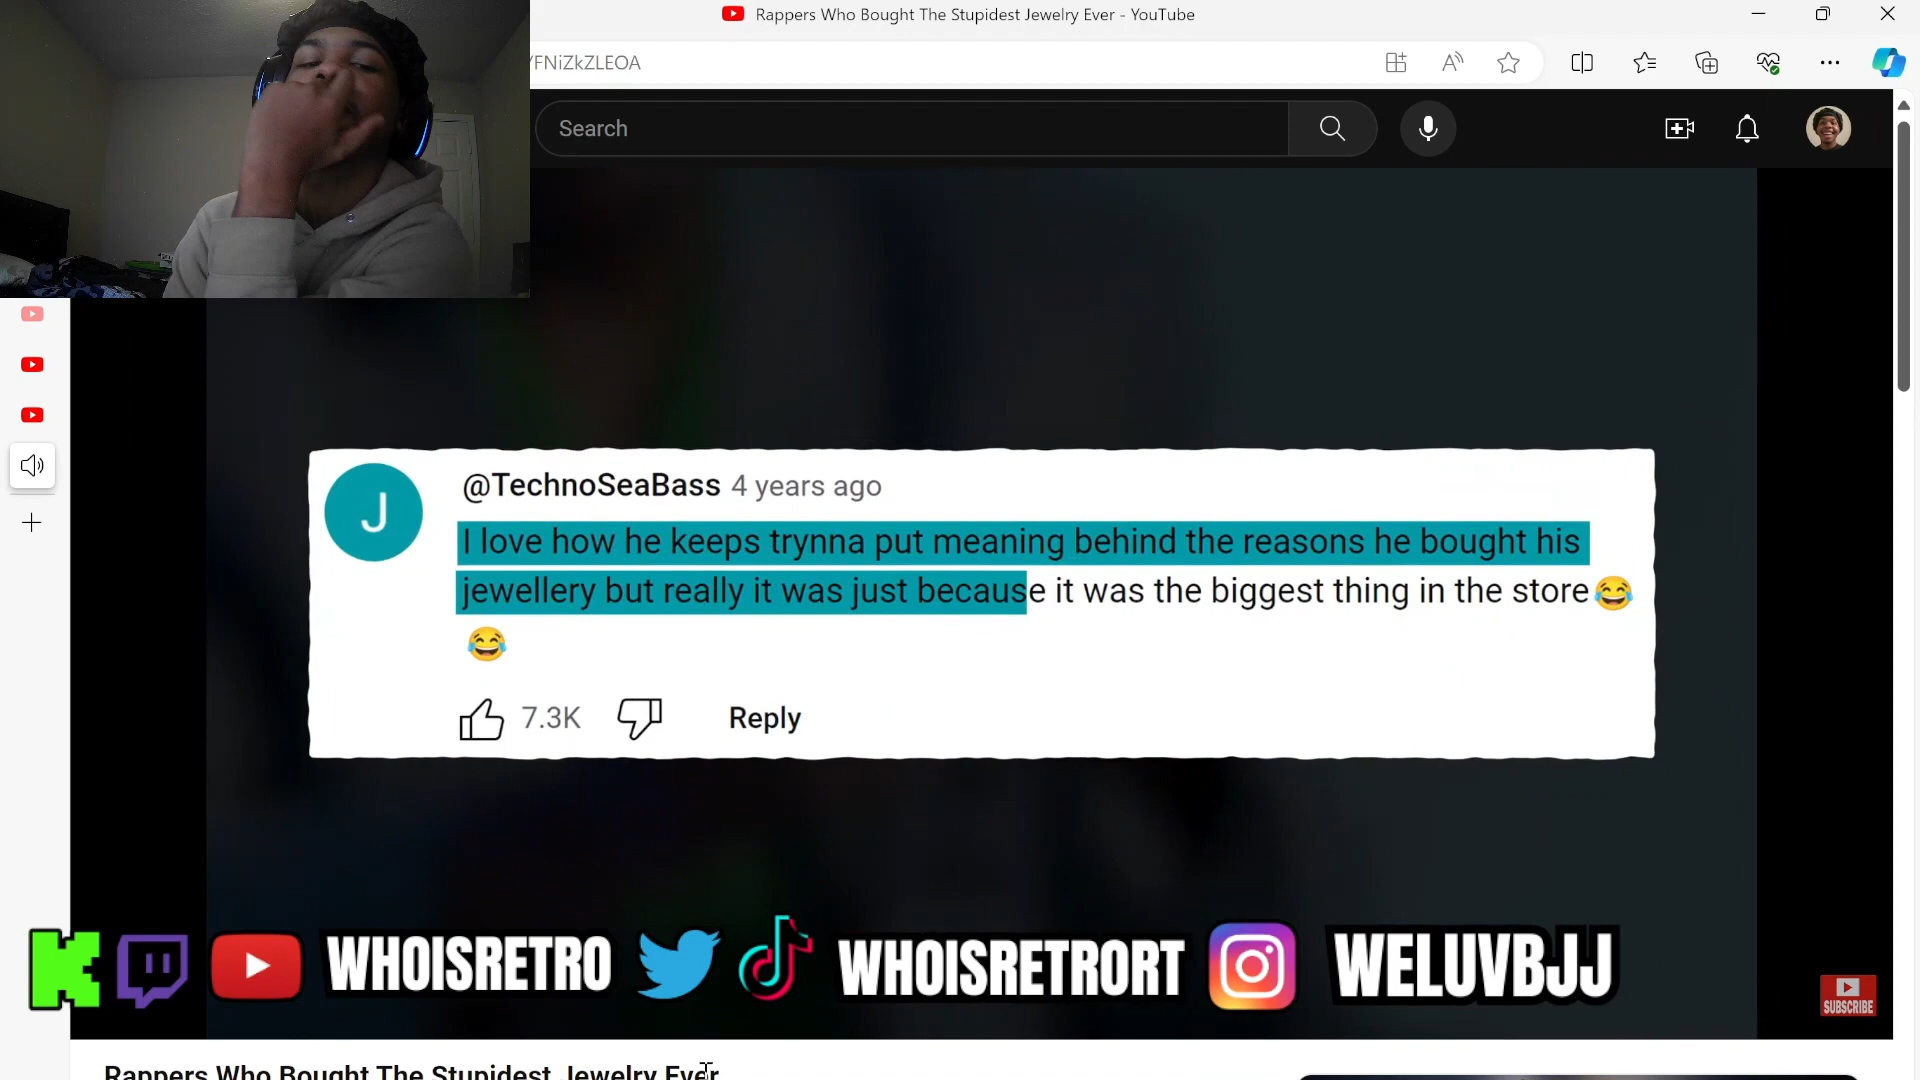 Rappers Who Bought The Stupidest Jewelry Ever - YouTube
/FNiZkZLEOA
Search
J
@TechnoSeaBass 4 years ago
I love how he keeps trynna put meaning behind the reasons he bought his
jewellery but really it was just because it was the biggest thing in the store😂
😂
7.3K Reply
WHOISRETRO WHOISRETRORT WELUVBJJ
SUBSCRIBE
Rappers Who Bought The Stupidest Jewelry Ever